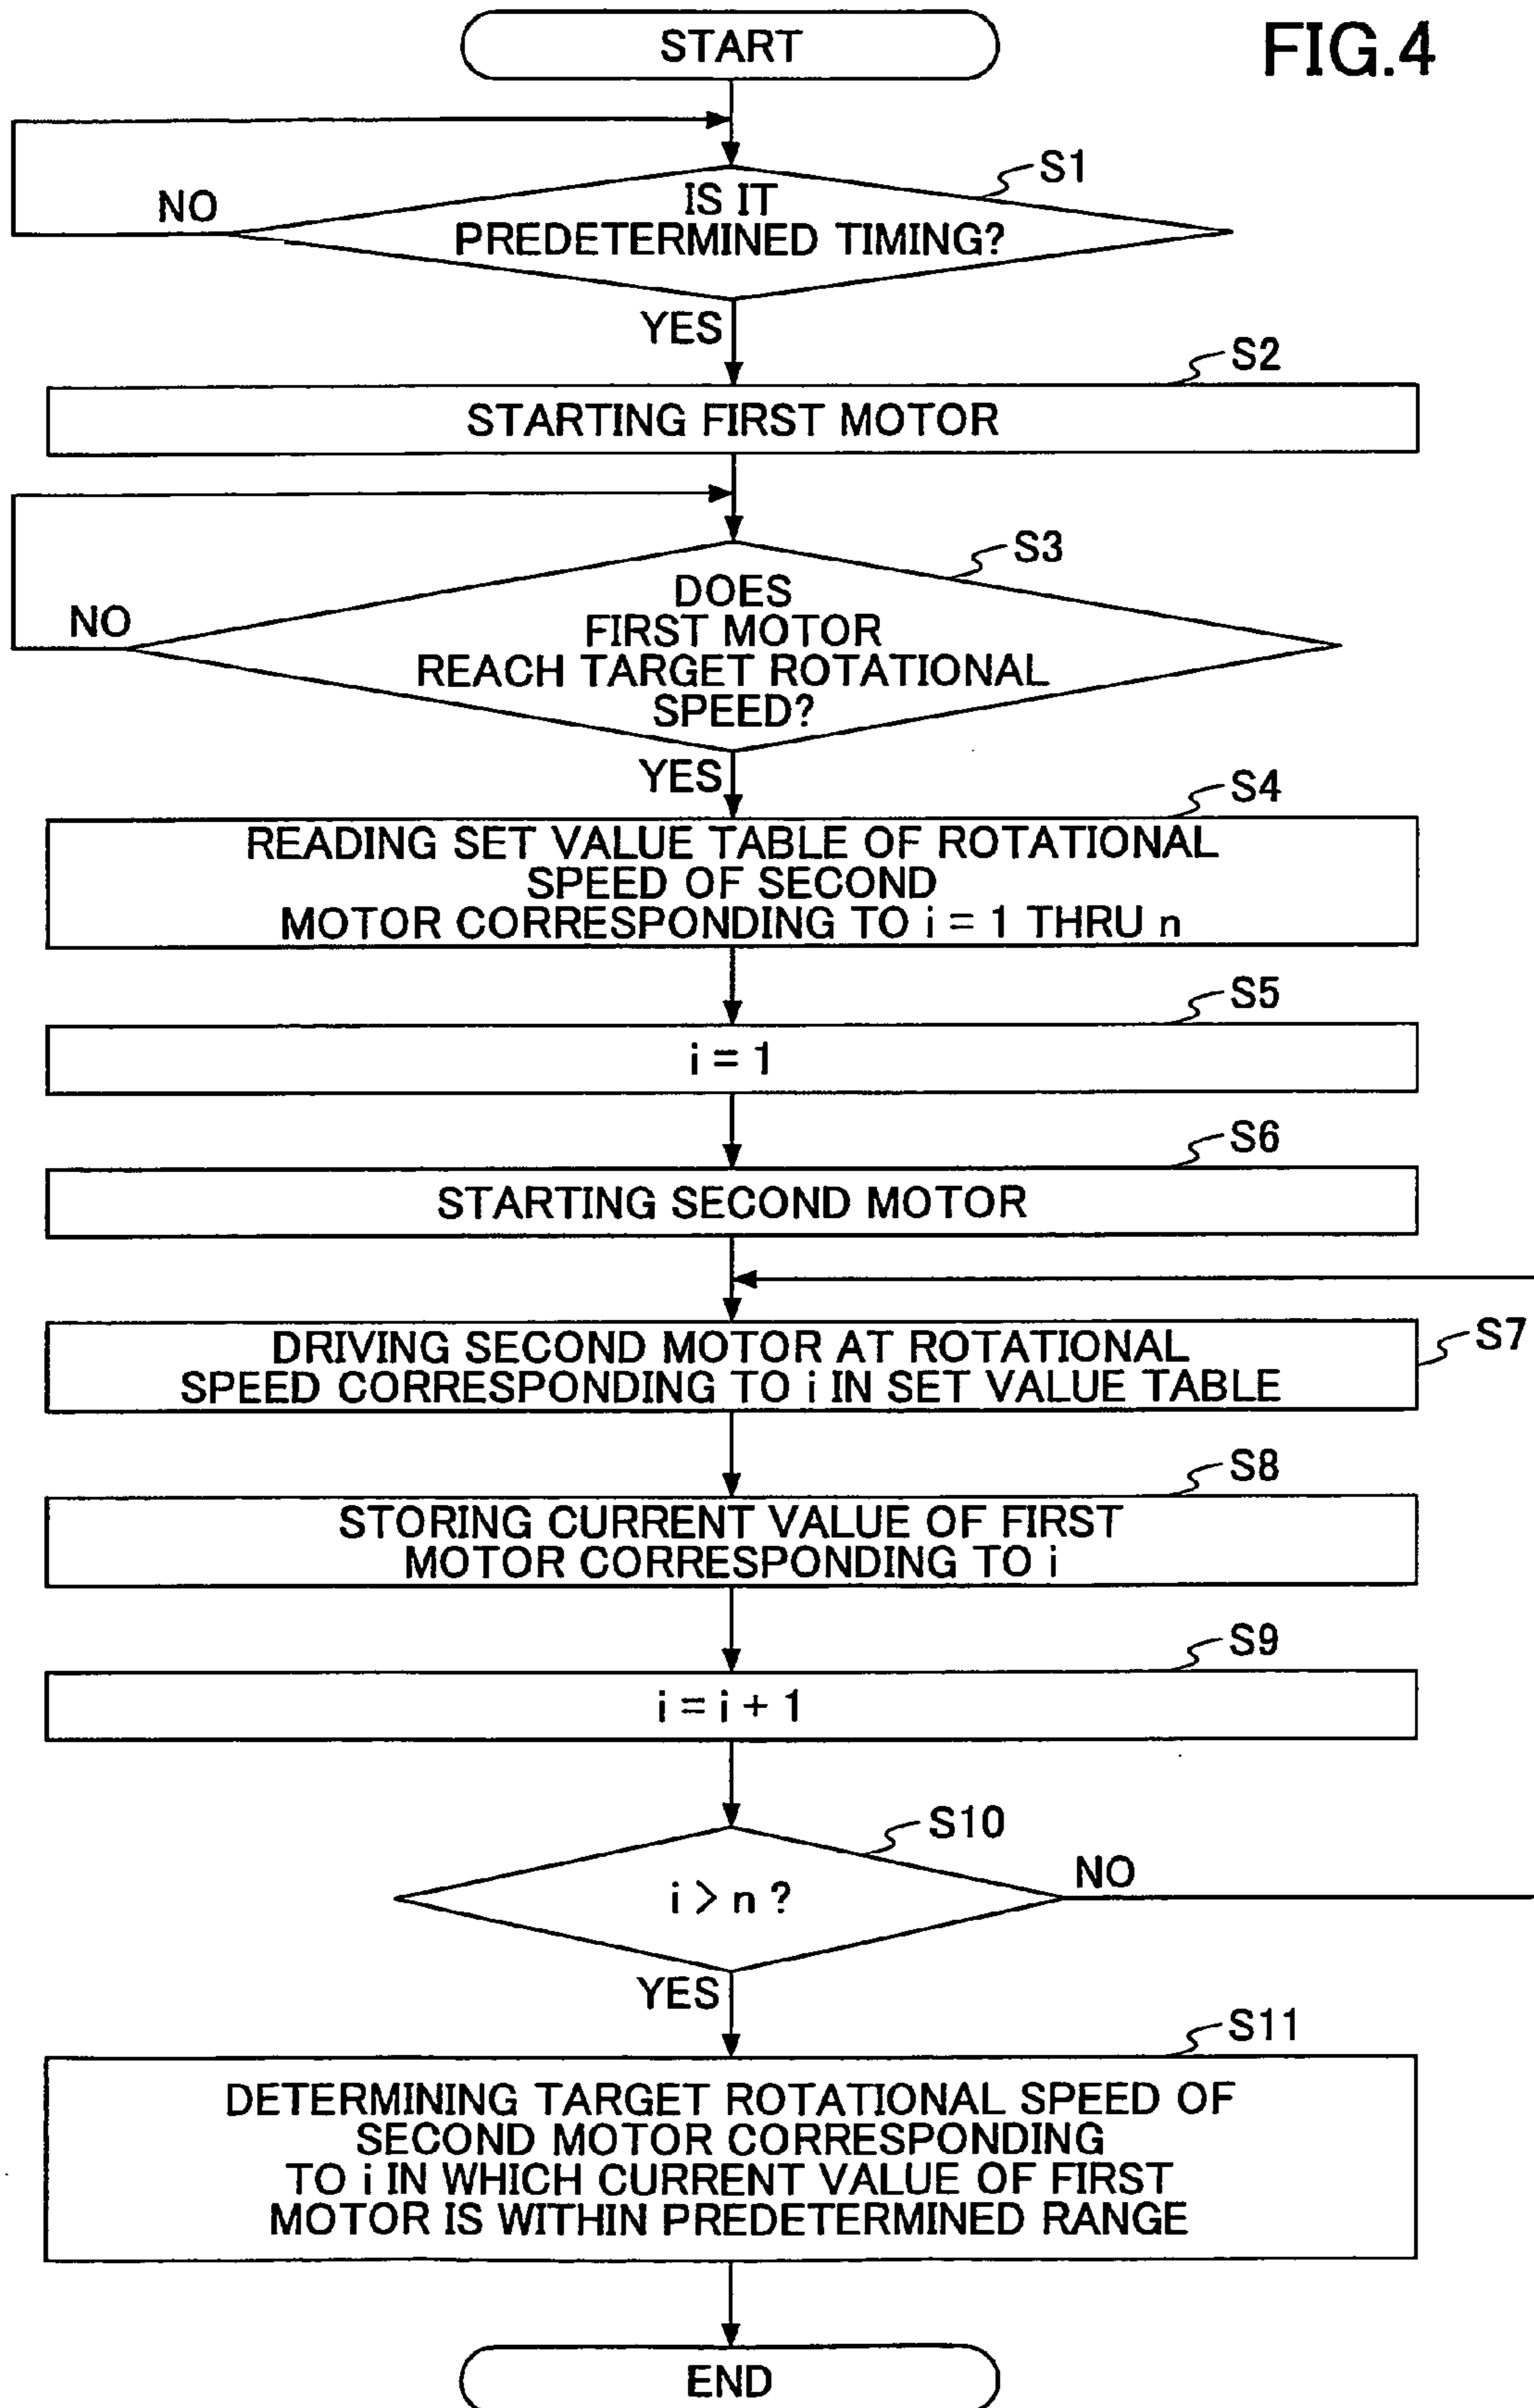 FIG.4
START
S1
IS IT
PREDETERMINED TIMING?
NO
YES
S2
STARTING FIRST MOTOR
S3
DOES
FIRST MOTOR
REACH TARGET ROTATIONAL
SPEED?
NO
YES
S4
READING SET VALUE TABLE OF ROTATIONAL
SPEED OF SECOND
MOTOR CORRESPONDING TO i = 1 THRU n
S5
i = 1
S6
STARTING SECOND MOTOR
S7
DRIVING SECOND MOTOR AT ROTATIONAL
SPEED CORRESPONDING TO i IN SET VALUE TABLE
S8
STORING CURRENT VALUE OF FIRST
MOTOR CORRESPONDING TO i
S9
i = i + 1
S10
i > n ?
NO
YES
S11
DETERMINING TARGET ROTATIONAL SPEED OF
SECOND MOTOR CORRESPONDING
TO i IN WHICH CURRENT VALUE OF FIRST
MOTOR IS WITHIN PREDETERMINED RANGE
END